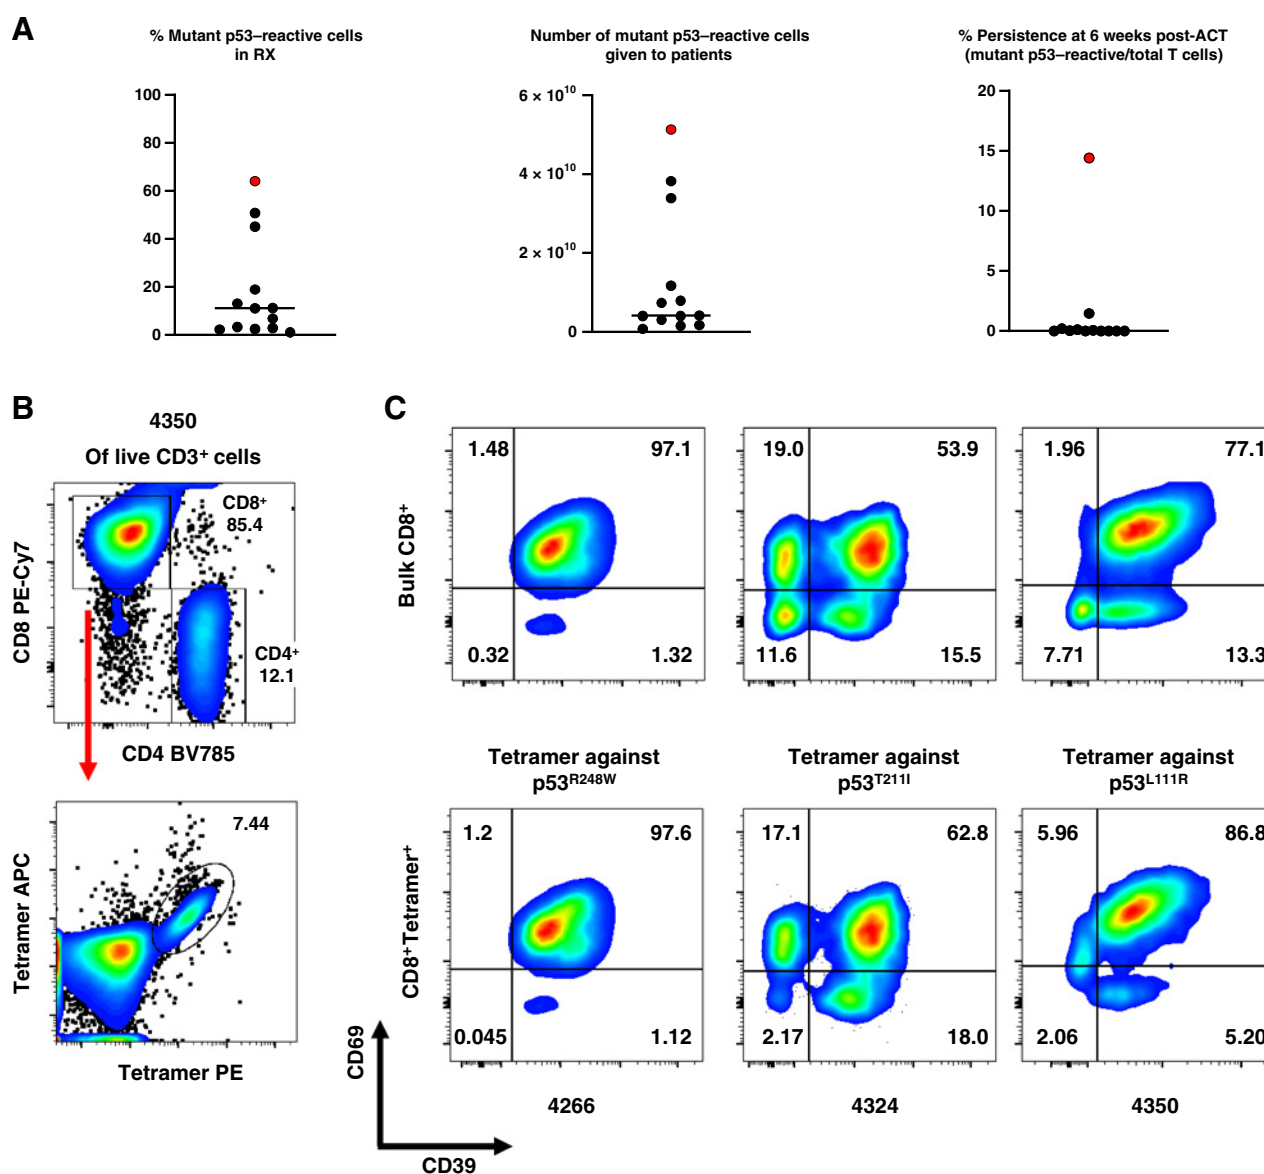 A
% Mutant p53–reactive cells
in RX
100
80
60
40
20
0
Number of mutant p53–reactive cells
given to patients
6 × 10¹⁰
4 × 10¹⁰
2 × 10¹⁰
0
% Persistence at 6 weeks post-ACT
(mutant p53–reactive/total T cells)
20
15
10
5
0
B
4350
Of live CD3⁺ cells
CD8⁺
85.4
CD4⁺
12.1
CD8 PE-Cy7
CD4 BV785
7.44
Tetramer APC
Tetramer PE
C
Bulk CD8⁺
1.48 97.1
0.32 1.32
19.0 53.9
11.6 15.5
1.96 77.1
7.71 13.3
Tetramer against
p53ᴿ²⁴⁸ᵂ
Tetramer against
p53ᵀ²¹¹ᴵ
Tetramer against
p53ᴸ¹¹¹ᴿ
CD8⁺Tetramer⁺
1.2 97.6
0.045 1.12
17.1 62.8
2.17 18.0
5.96 86.8
2.06 5.20
4266
4324
4350
CD69
CD39